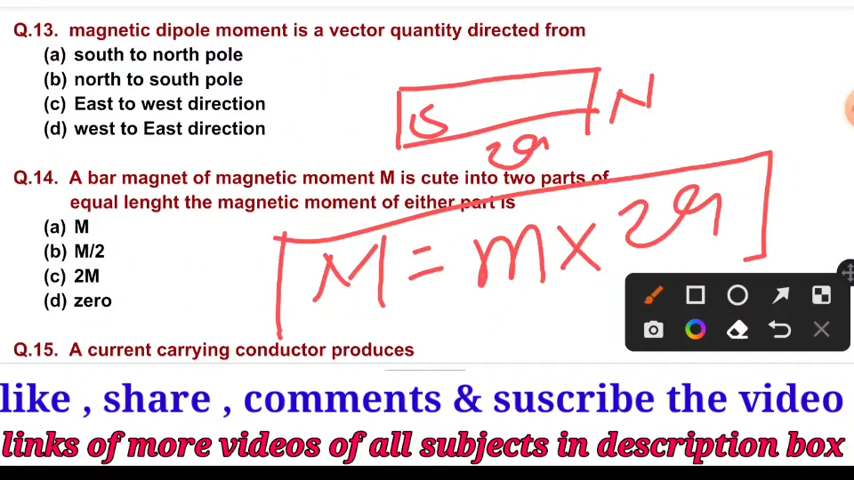 Q.13. magnetic dipole moment is a vector quantity directed from
(a) south to north pole
(b) north to south pole
(c) East to west direction
(d) west to East direction
S
N
Q.14. A bar magnet of magnetic moment M is cute into two parts of
equal lenght the magnetic moment of either part is
(a) M
(b) M/2
(c) 2M
(d) zero
Q.15. A current carrying conductor produces
like , share , comments & suscribe the video
links of more videos of all subjects in description box